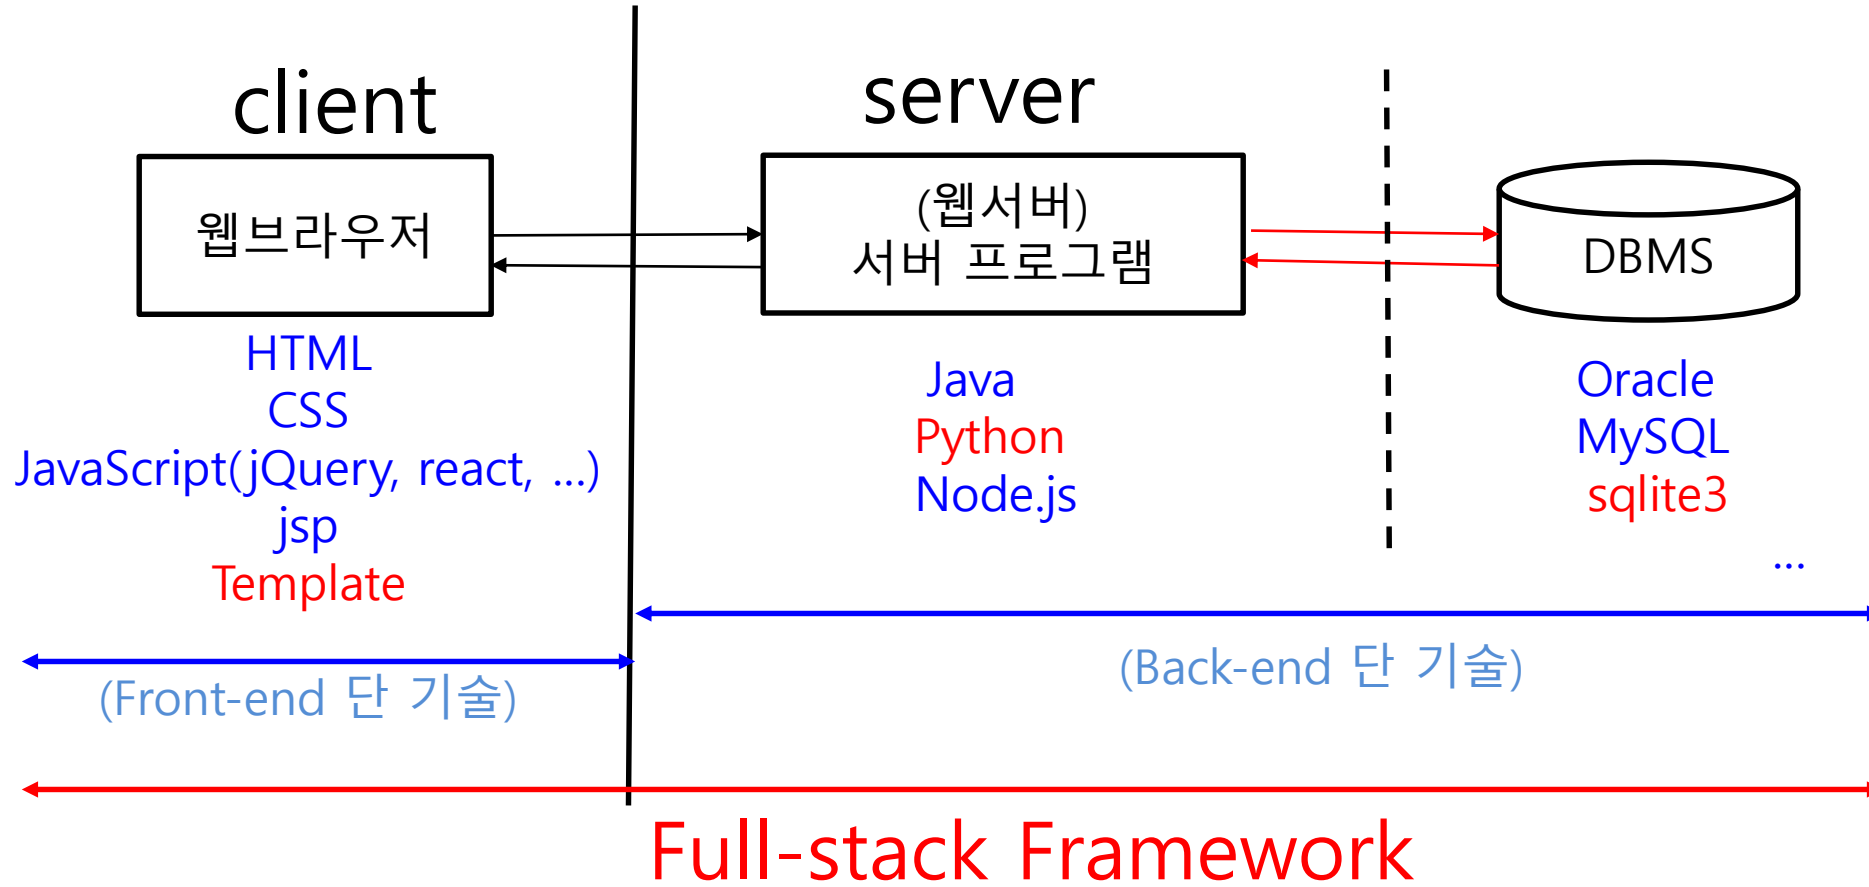 client
server
웹브라우저
(웹서버)
서버 프로그램
DBMS
HTML
CSS
JavaScript(jQuery, react, ...)
jsp
Template
Java
Python
Node.js
Oracle
MySQL
sqlite3
...
(Front-end 단 기술)
(Back-end 단 기술)
Full-stack Framework